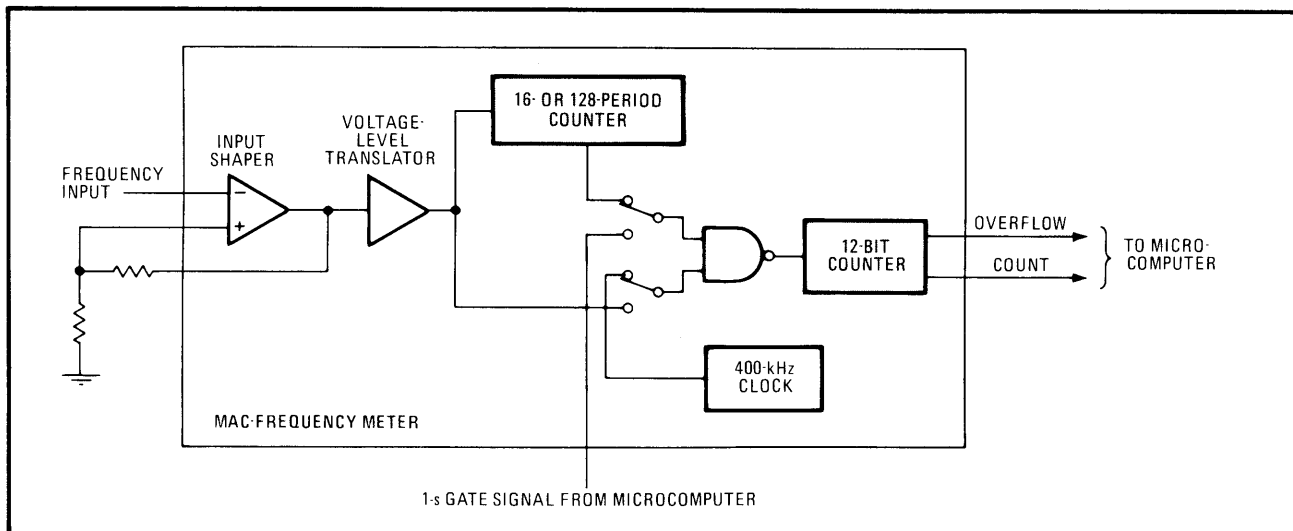 16- OR 128-PERIOD
COUNTER
VOLTAGE-
LEVEL
TRANSLATOR
INPUT
SHAPER
FREQUENCY
INPUT
-
+
12-BIT
COUNTER
OVERFLOW
COUNT
TO MICRO-
COMPUTER
400-kHz
CLOCK
MAC-FREQUENCY METER
1-s GATE SIGNAL FROM MICROCOMPUTER